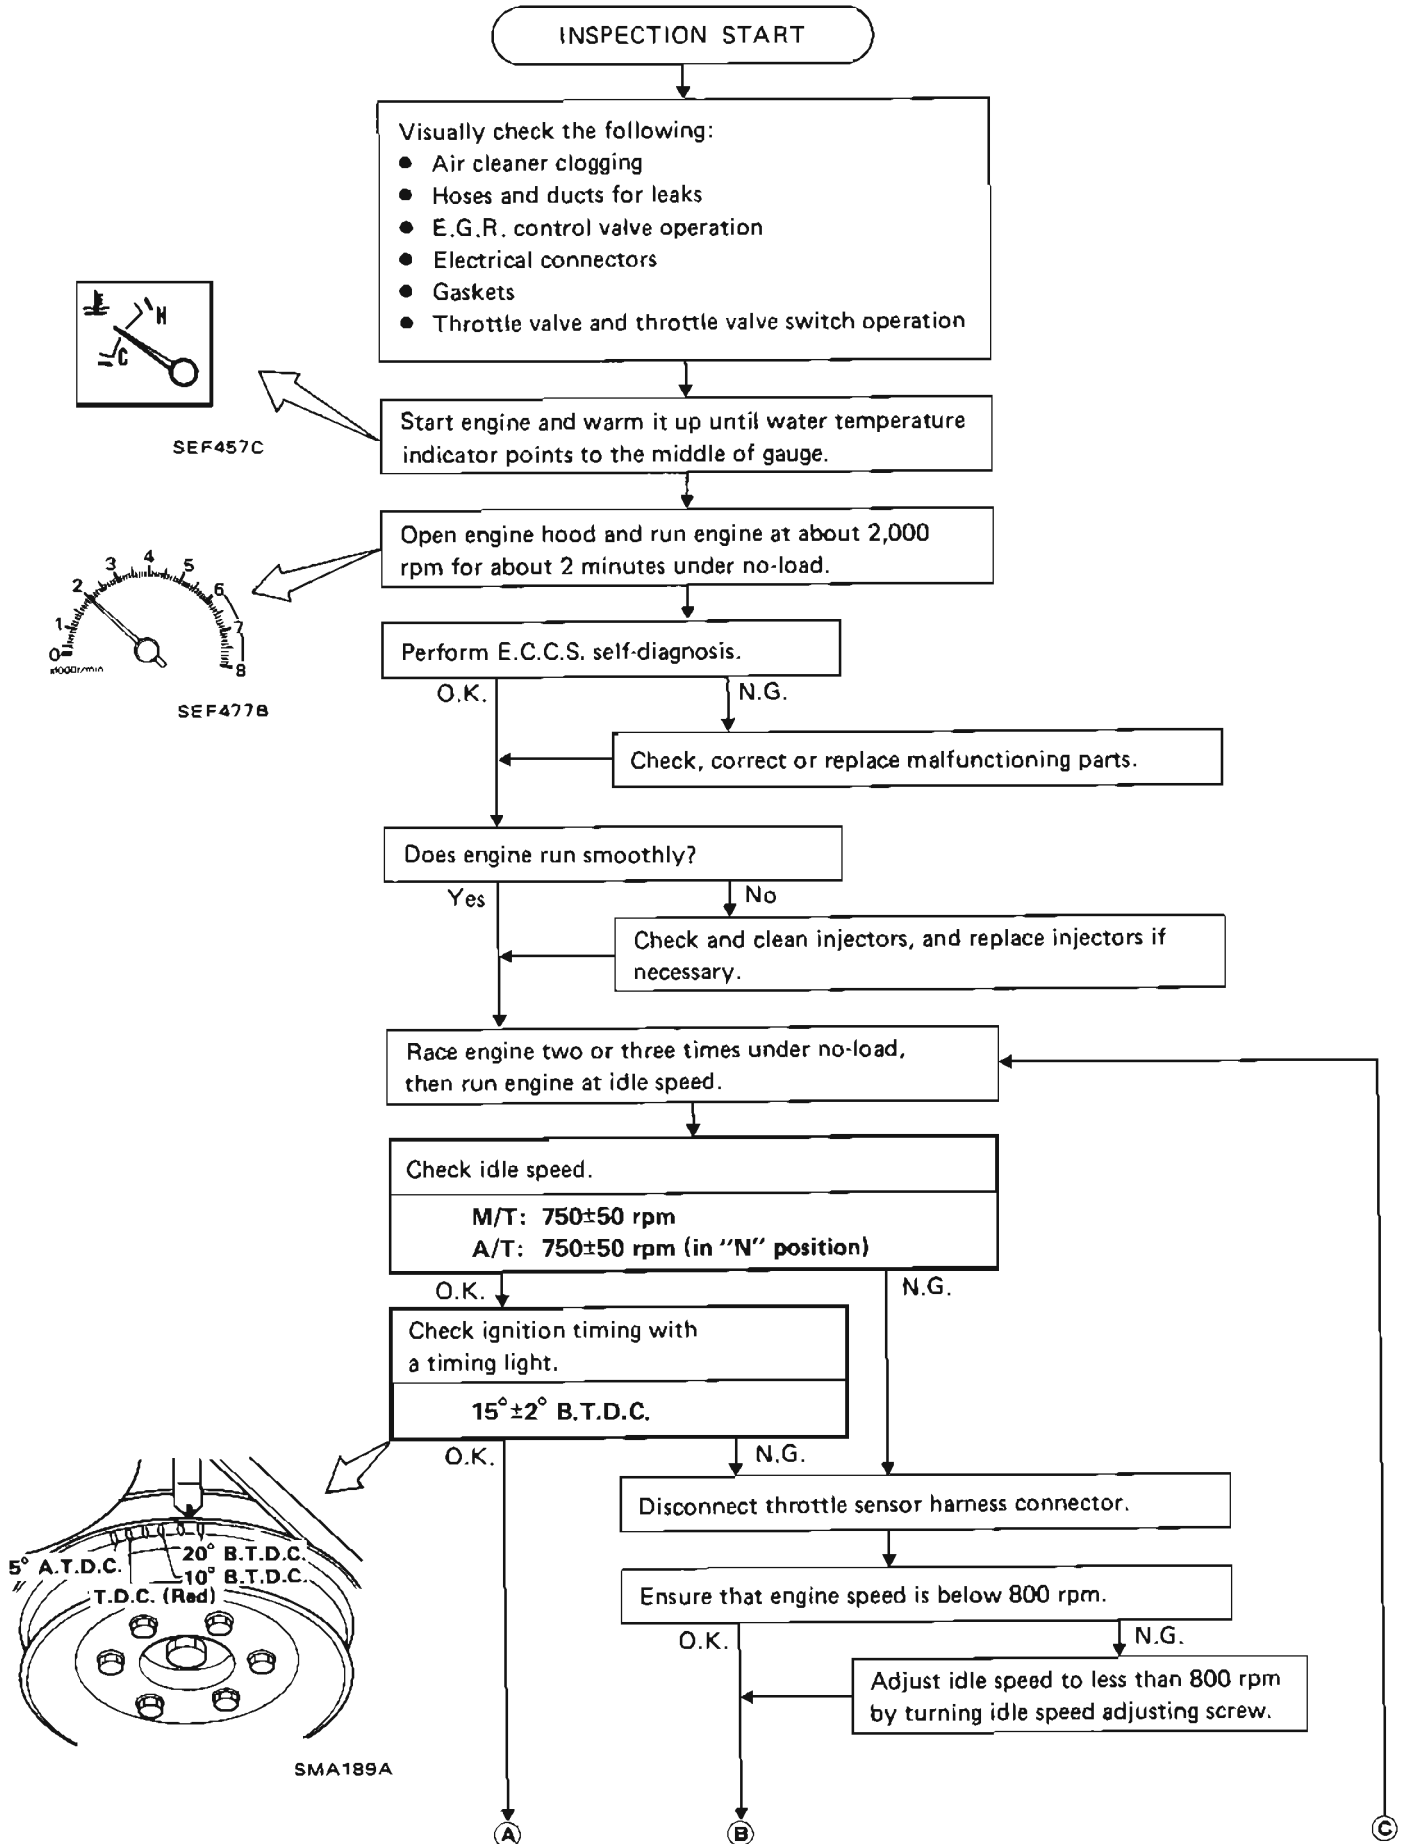 INSPECTION START
Visually check the following:
● Air cleaner clogging
● Hoses and ducts for leaks
● E.G.R. control valve operation
● Electrical connectors
● Gaskets
● Throttle valve and throttle valve switch operation
H
C
SEF457C
Start engine and warm it up until water temperature
indicator points to the middle of gauge.
Open engine hood and run engine at about 2,000
rpm for about 2 minutes under no-load.
0
1
2
3
4
5
6
7
8
x1000r/min
SEF477B
Perform E.C.C.S. self-diagnosis.
O.K.
N.G.
Check, correct or replace malfunctioning parts.
Does engine run smoothly?
Yes
No
Check and clean injectors, and replace injectors if
necessary.
Race engine two or three times under no-load,
then run engine at idle speed.
Check idle speed.
M/T: 750±50 rpm
A/T: 750±50 rpm (in "N" position)
O.K.
N.G.
Check ignition timing with
a timing light.
15°±2° B.T.D.C.
O.K.
N.G.
Disconnect throttle sensor harness connector.
5° A.T.D.C.
20° B.T.D.C.
10° B.T.D.C.
T.D.C. (Red)
SMA189A
Ensure that engine speed is below 800 rpm.
O.K.
N.G.
Adjust idle speed to less than 800 rpm
by turning idle speed adjusting screw.
A
B
C